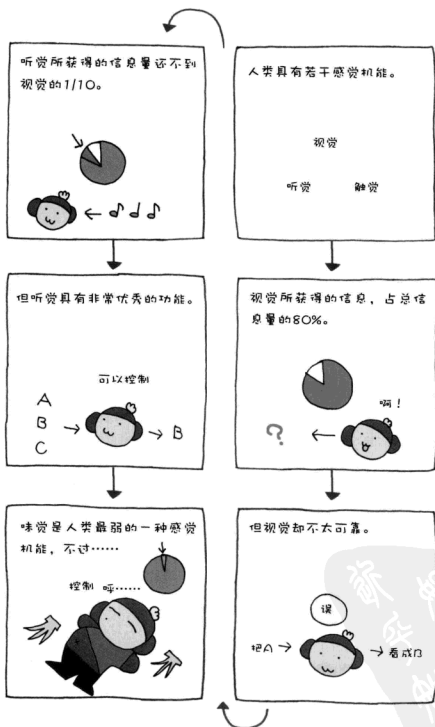 人类具有若干感觉机能。
视觉
听觉 触觉
视觉所获得的信息，占总信
息量的80%。
啊！
?
但视觉却不太可靠。
误
把A → → 看成B
听觉所获得的信息量还不到
视觉的1/10。
但听觉具有非常优秀的功能。
可以控制
A
B → → B
C
味觉是人类最弱的一种感觉
机能，不过……
控制 呼……